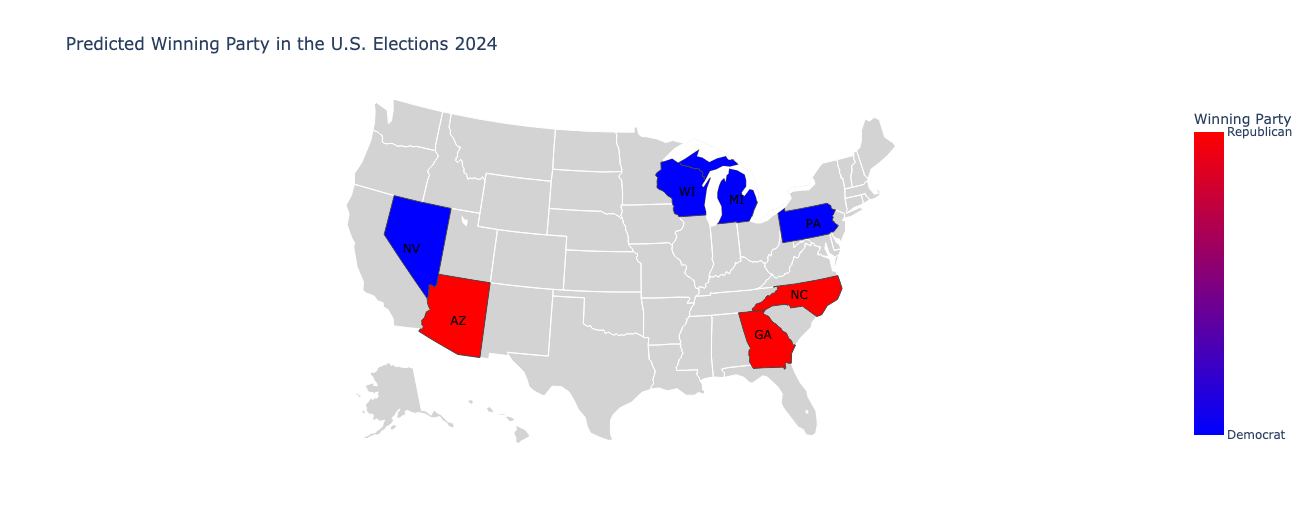 Predicted Winning Party in the U.S. Elections 2024
Winning Party
Republican
WI
MI
PA
NV
NC
AZ
GA
Democrat